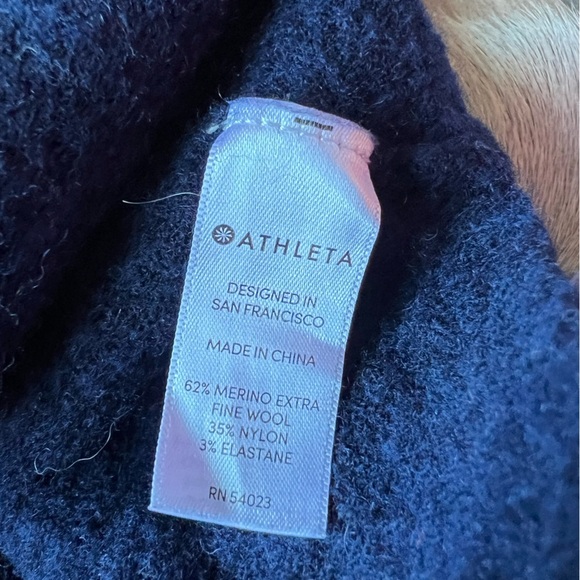 ATHLETA
DESIGNED IN
SAN FRANCISCO
MADE IN CHINA
62% MERINO EXTRA
FINE WOOL
35% NYLON
3% ELASTANE
RN 54023